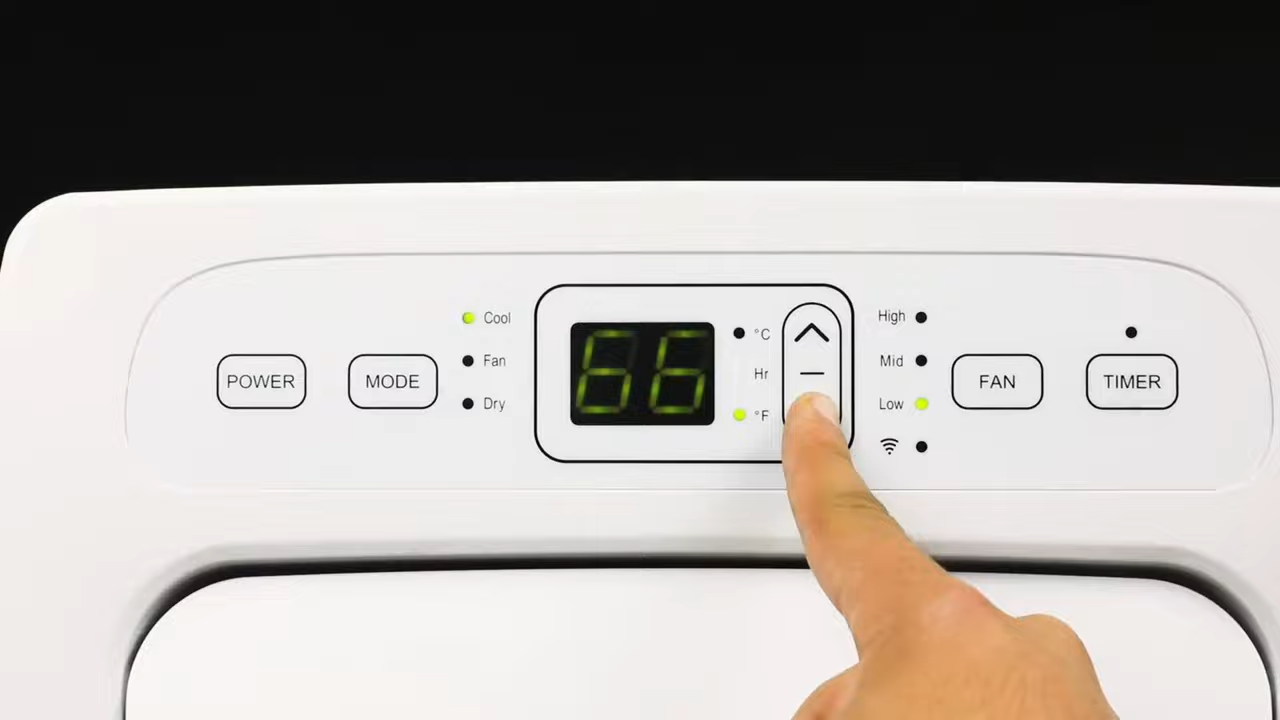 POWER
MODE
Cool
Fan
Dry
66
°C
Hr
°F
High
Mid
Low
FAN
TIMER